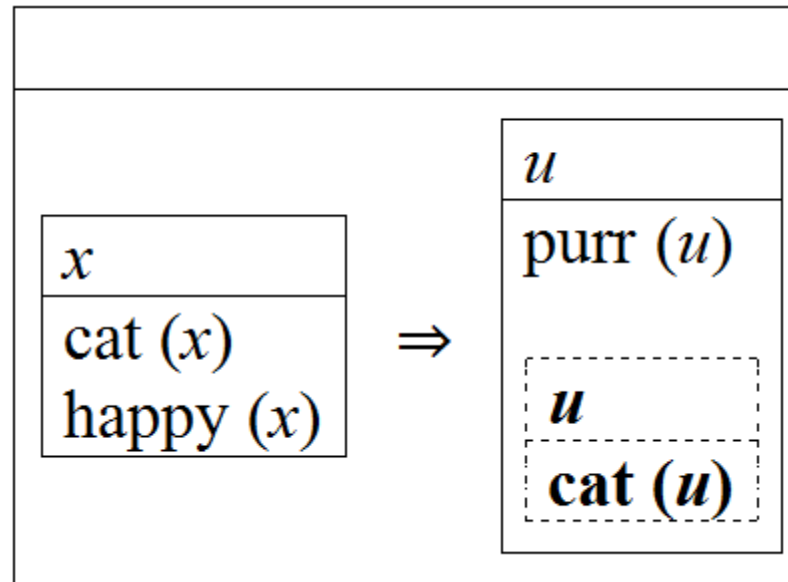 x
cat (x)
happy (x)
⇒
u
purr (u)
u
cat (u)